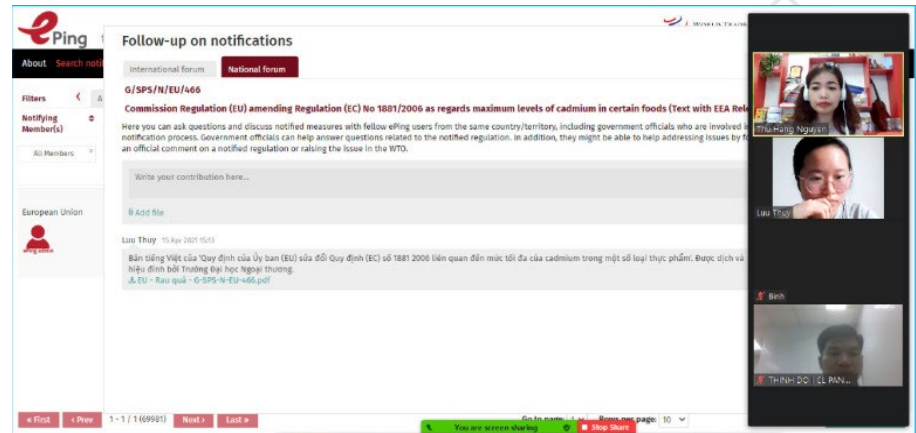 ePing
WORLD TRADE
About Search
Follow-up on notifications
International forum National forum
Filters
Notifying
Member(s)
All Members
European Union
ePing admin
G/SPS/N/EU/466
Commission Regulation (EU) amending Regulation (EC) No 1881/2006 as regards maximum levels of cadmium in certain foods (Text with EEA
Here you can ask questions and discuss notified measures with fellow ePing users from the same country/territory, including government officials who are involved
notification process. Government officials can help answer questions related to the notified regulation. In addition, they might be able to help addressing issues by
an official comment on a notified regulation or raising the issue in the WTO.
Write your contribution here...
Add file
Luu Thuy 15 Apr 2021 15:13
Bản tiếng Việt của 'Quy định của Ủy ban (EU) sửa đổi Quy định (EC) số 1881 2006 liên quan đến mức tối đa của cadmium trong một số loại thực phẩm'. Được dịch và
hiệu đính bởi Trường Đại học Ngoại thương.
EU - Rau quả - G-SPS-N-EU-466.pdf
« First ‹ Prev 1 - 1 / 1 (69981) Next › Last » Go to page: 1 Rows per page: 10
You are screen sharing Stop Share
Thu Hang Nguyen
Luu Thuy
Binh
THINH DO | CL PAN...